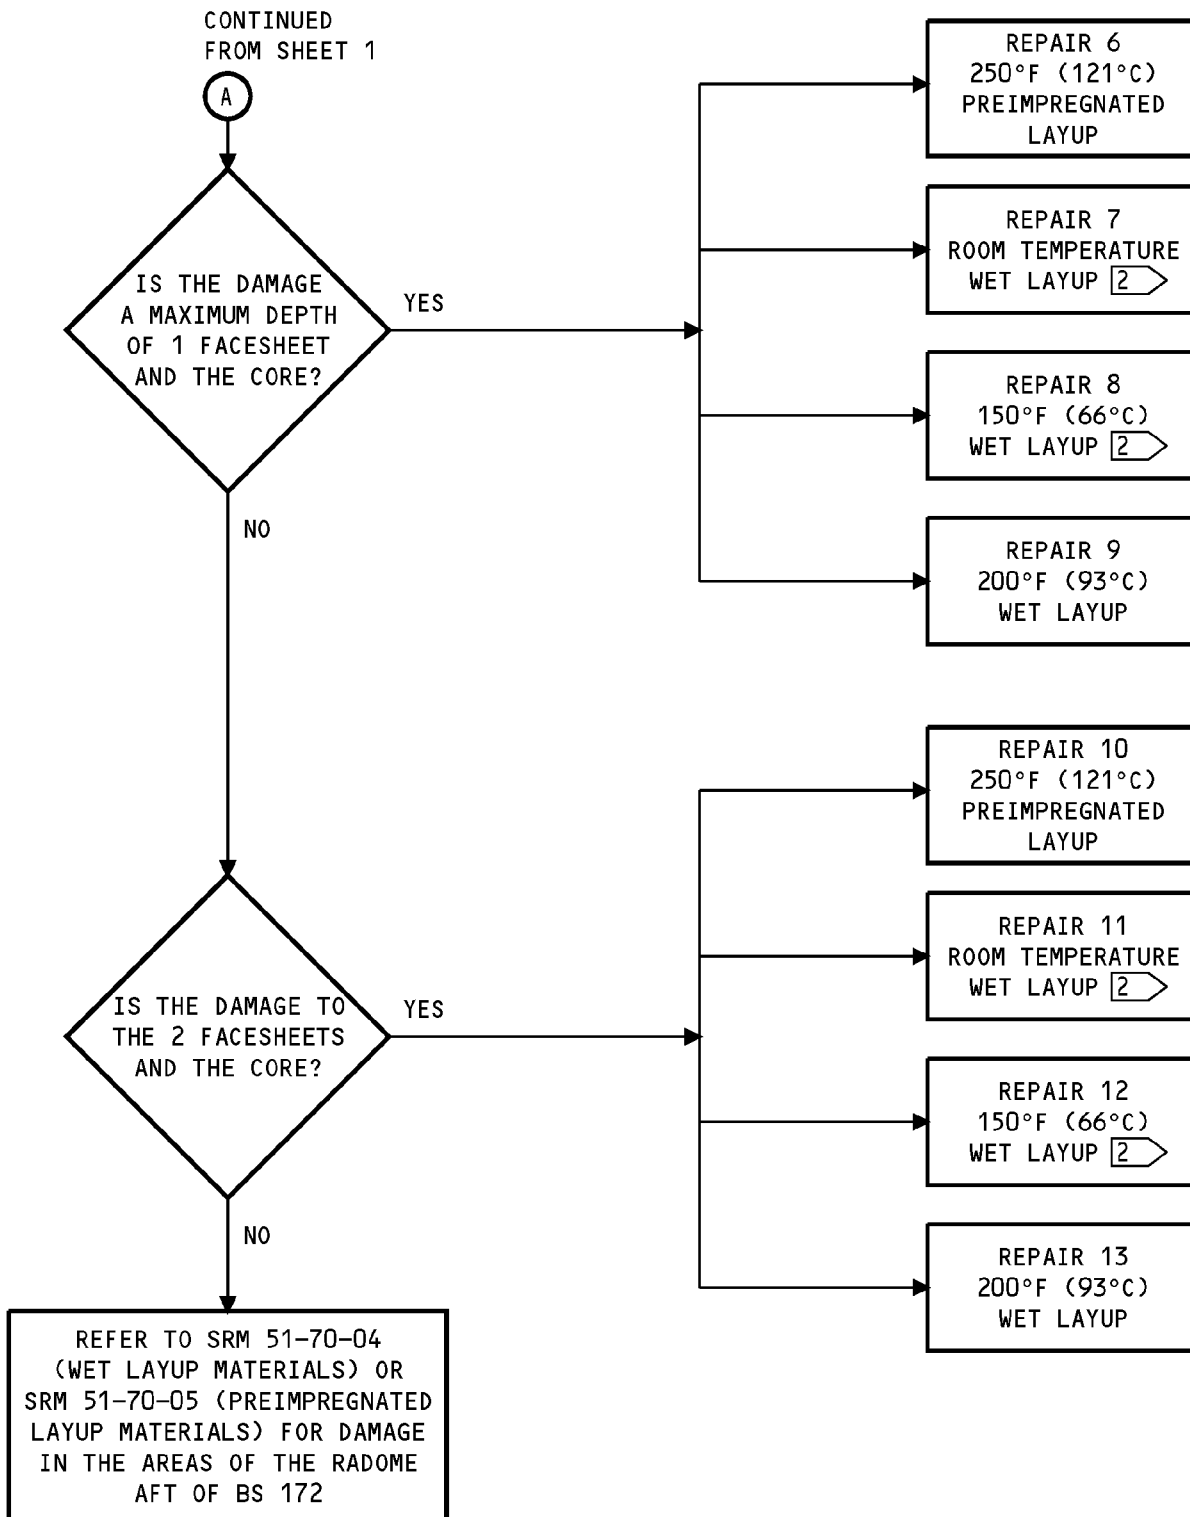 CONTINUED
FROM SHEET 1
A
IS THE DAMAGE
A MAXIMUM DEPTH
OF 1 FACESHEET
AND THE CORE?
YES
NO
REPAIR 6
250°F (121°C)
PREIMPREGNATED
LAYUP
REPAIR 7
ROOM TEMPERATURE
WET LAYUP 2
REPAIR 8
150°F (66°C)
WET LAYUP 2
REPAIR 9
200°F (93°C)
WET LAYUP
IS THE DAMAGE TO
THE 2 FACESHEETS
AND THE CORE?
YES
NO
REPAIR 10
250°F (121°C)
PREIMPREGNATED
LAYUP
REPAIR 11
ROOM TEMPERATURE
WET LAYUP 2
REPAIR 12
150°F (66°C)
WET LAYUP 2
REPAIR 13
200°F (93°C)
WET LAYUP
REFER TO SRM 51-70-04
(WET LAYUP MATERIALS) OR
SRM 51-70-05 (PREIMPREGNATED
LAYUP MATERIALS) FOR DAMAGE
IN THE AREAS OF THE RADOME
AFT OF BS 172